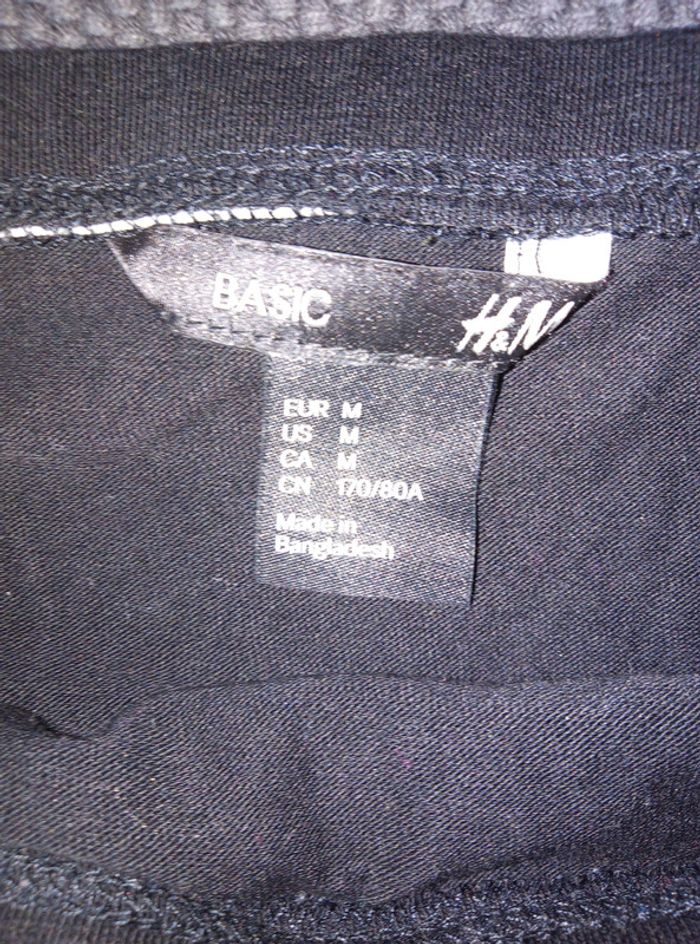 BASIC
H&M
EUR M
US M
CA M
CN 170/80A
Made in
Bangladesh